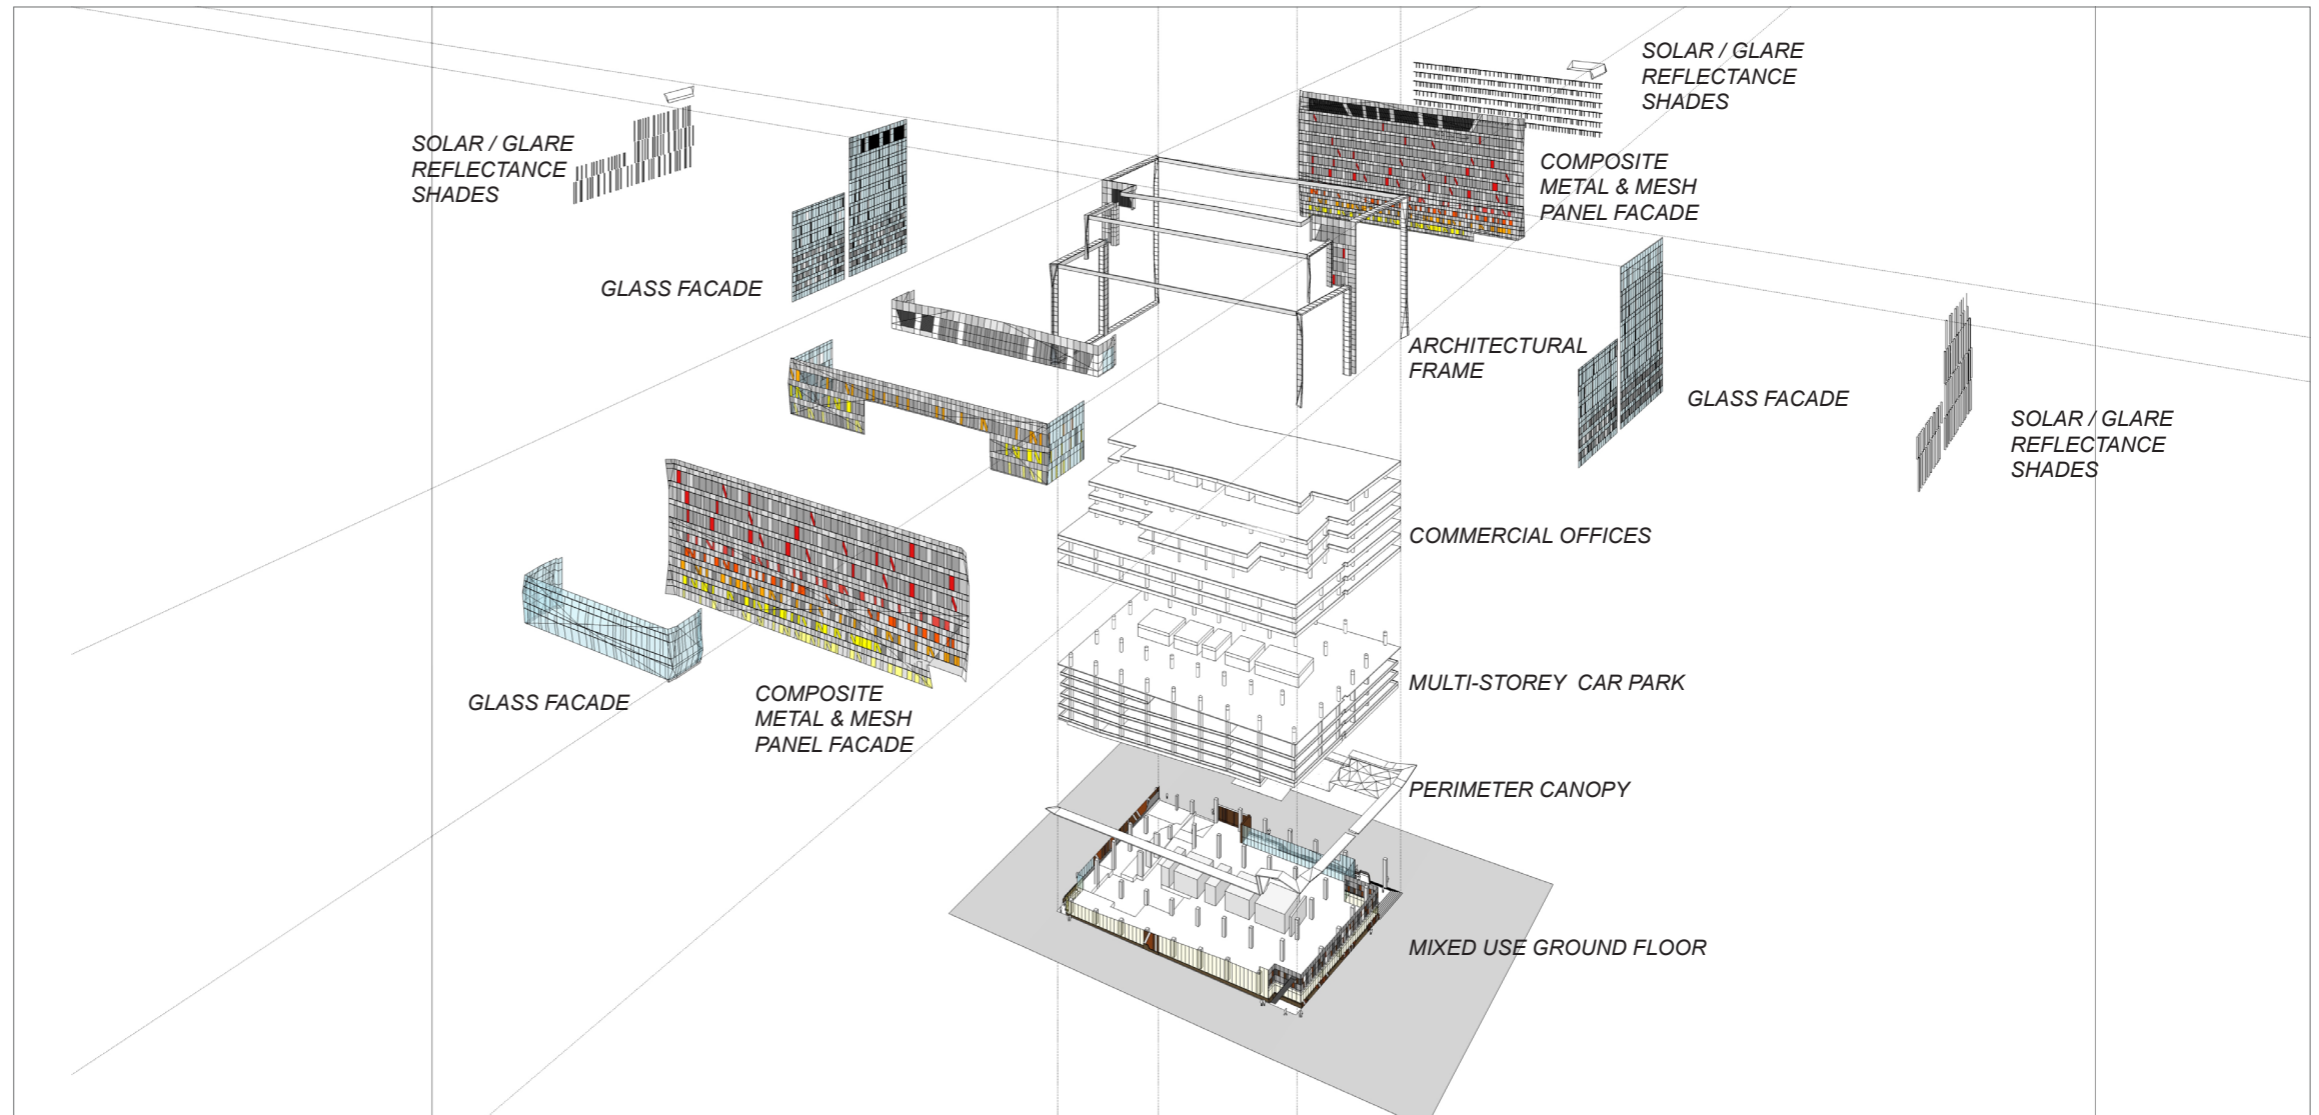 SOLAR / GLARE
REFLECTANCE
SHADES
SOLAR / GLARE
REFLECTANCE
SHADES
COMPOSITE
METAL & MESH
PANEL FACADE
GLASS FACADE
ARCHITECTURAL
FRAME
GLASS FACADE
SOLAR / GLARE
REFLECTANCE
SHADES
COMMERCIAL OFFICES
GLASS FACADE
COMPOSITE
METAL & MESH
PANEL FACADE
MULTI-STOREY CAR PARK
PERIMETER CANOPY
MIXED USE GROUND FLOOR